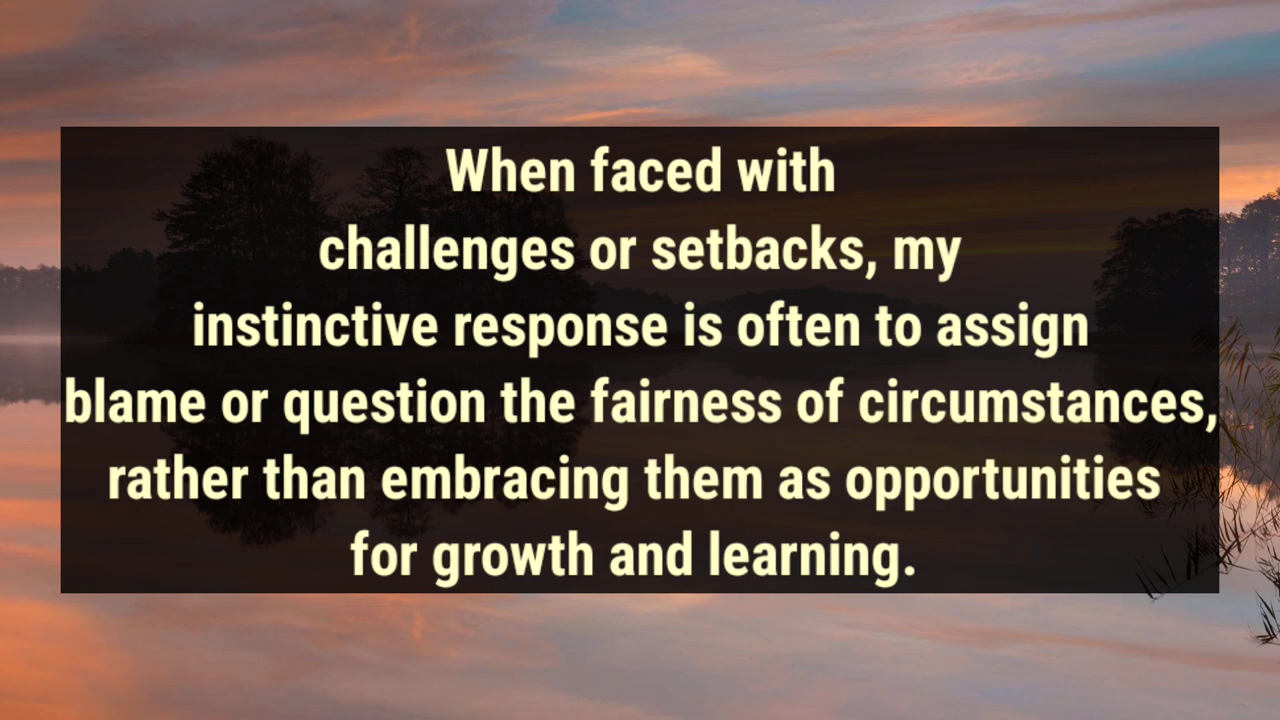 When faced with
challenges or setbacks, my
instinctive response is often to assign
blame or question the fairness of circumstances,
rather than embracing them as opportunities
for growth and learning.